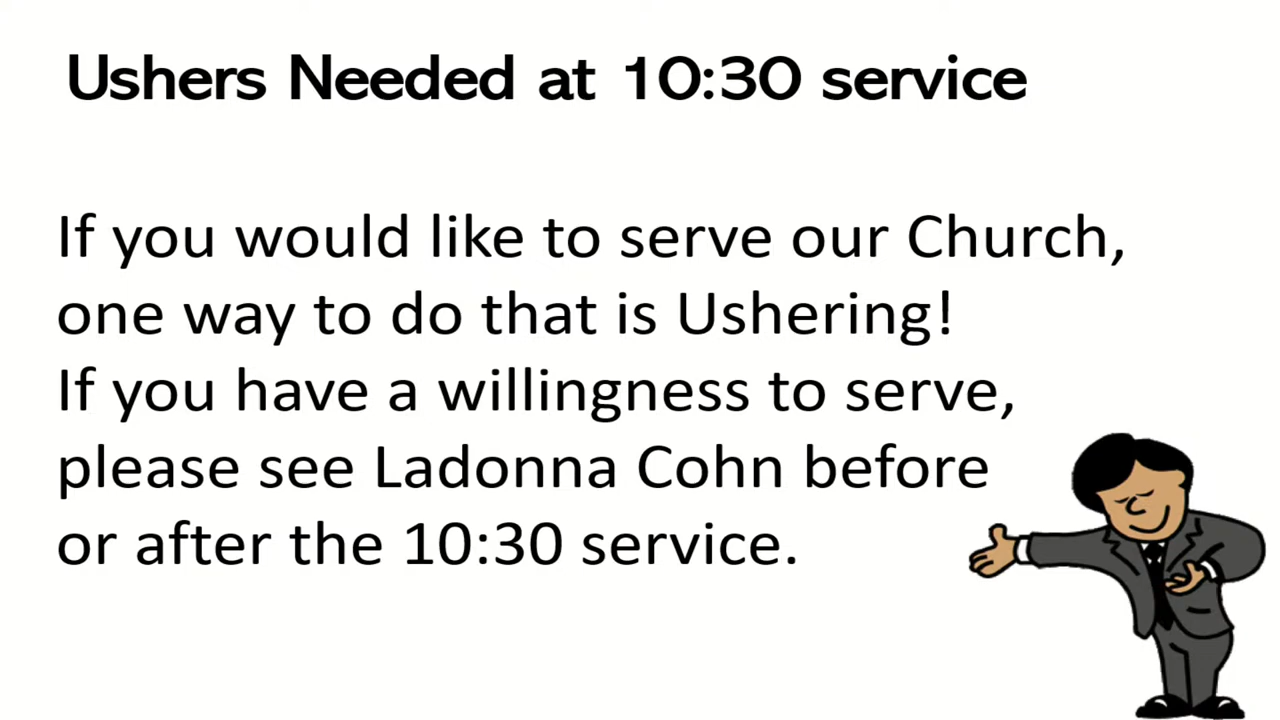 Ushers Needed at 10:30 service
If you would like to serve our Church,
one way to do that is Ushering!
If you have a willingness to serve,
please see Ladonna Cohn before
or after the 10:30 service.